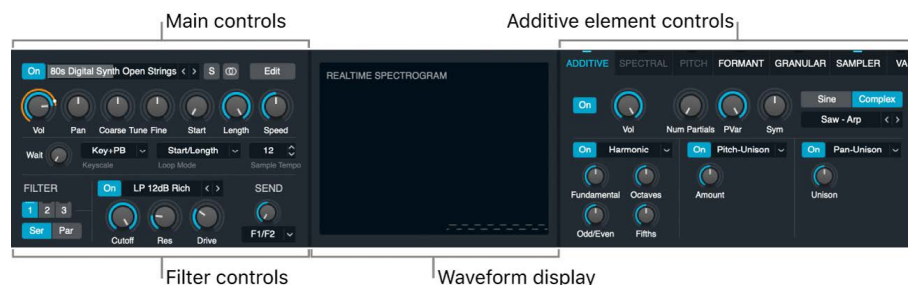 Main controls
Additive element controls
On 80s Digital Synth Open Strings < > S Edit
Vol Pan Coarse Tune Fine Start Length Speed
Wait Key+PB Start/Length 12
Keyscale Loop Mode Sample Tempo
FILTER On LP 12dB Rich < > SEND
1 2 3
Ser Par
Cutoff Res Drive F1/F2
REALTIME SPECTROGRAM
ADDITIVE SPECTRAL PITCH FORMANT GRANULAR SAMPLER VA
On Sine Complex
Saw - Arp < >
Vol Num Partials PVar Sym
On Harmonic On Pitch-Unison On Pan-Unison
Fundamental Octaves Amount Unison
Odd/Even Fifths
Filter controls
Waveform display